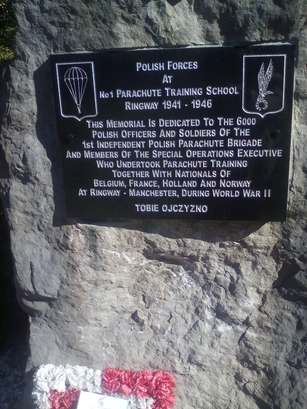 POLISH FORCES
AT
NO1 PARACHUTE TRAINING SCHOOL
RINGWAY 1941 - 1946
THIS MEMORIAL IS DEDICATED TO THE 6000
POLISH OFFICERS AND SOLDIERS OF THE
1ST INDEPENDENT POLISH PARACHUTE BRIGADE
AND MEMBERS OF THE SPECIAL OPERATIONS EXECUTIVE
WHO UNDERTOOK PARACHUTE TRAINING
TOGETHER WITH NATIONALS OF
BELGIUM, FRANCE, HOLLAND AND NORWAY
AT RINGWAY - MANCHESTER, DURING WORLD WAR II
TOBIE OJCZYZNO